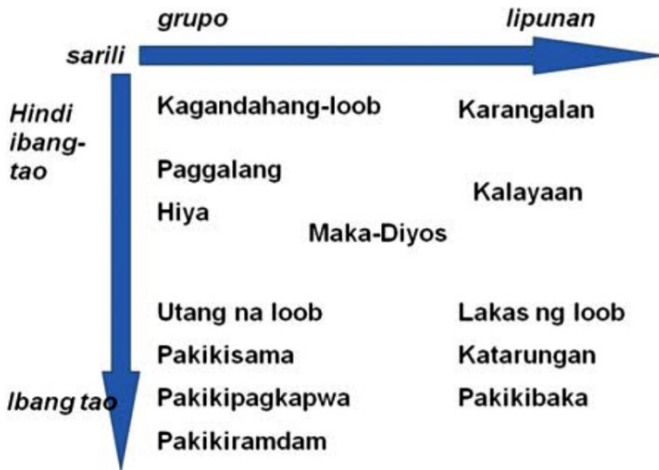 grupo lipunan
sarili
Hindi
ibang-
tao
Kagandahang-loob Karangalan
Paggalang
Kalayaan
Hiya
Maka-Diyos
Utang na loob Lakas ng loob
Pakikisama Katarungan
Ibang tao Pakikipagkapwa Pakikibaka
Pakikiramdam